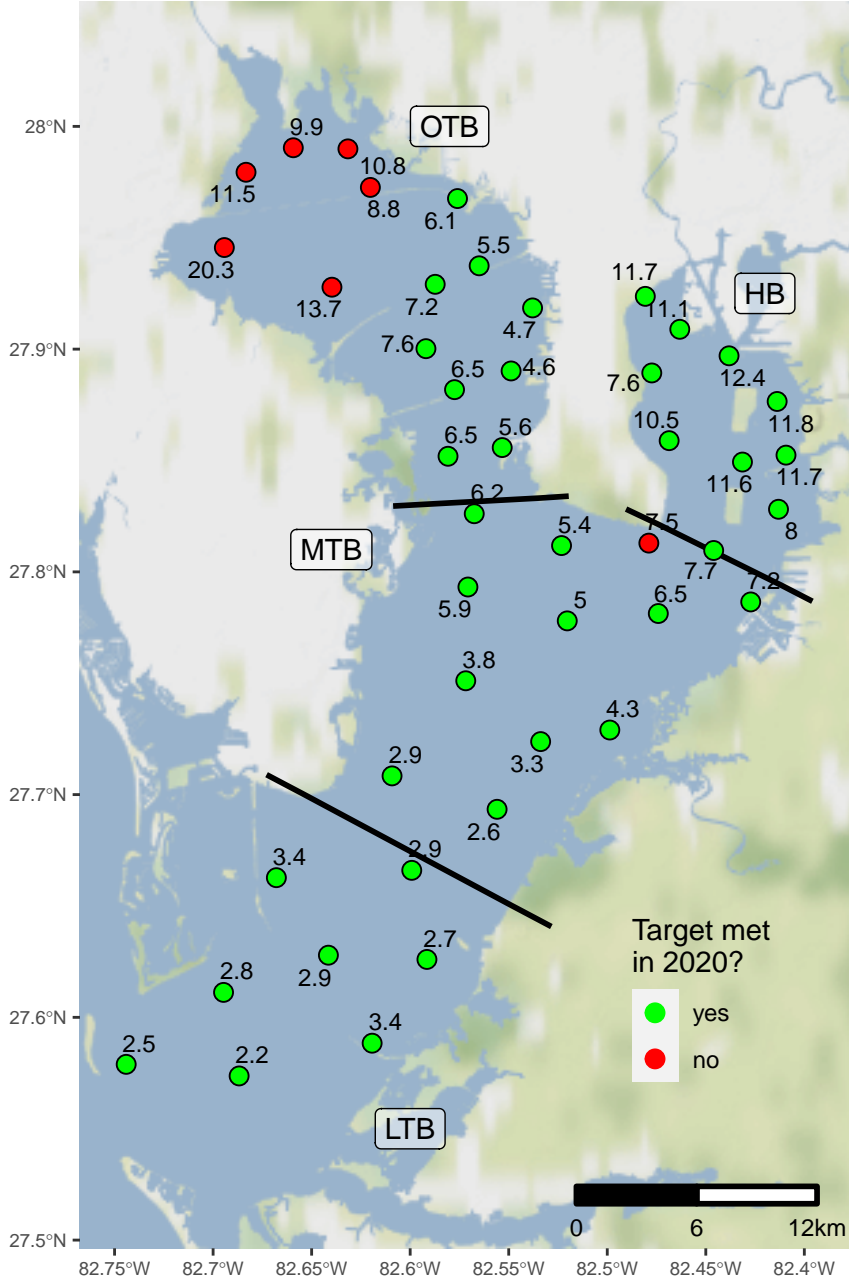 28°N
9.9
OTB
10.8
11.5
8.8
6.1
5.5
20.3
13.7
7.2
4.7
11.7
HB
11.1
27.9°N
7.6
4.6
6.5
7.6
12.4
11.8
10.5
6.5
5.6
11.6
11.7
6.2
7.5
8
5.4
MTB
7.7
7.2
27.8°N
5.9
5
6.5
3.8
4.3
2.9
3.3
27.7°N
2.6
2.9
3.4
2.7
Target met
in 2020?
2.8
2.9
yes
27.6°N
3.4
2.5
2.2
no
LTB
0 6 12km
27.5°N
82.75°W 82.7°W 82.65°W 82.6°W 82.55°W 82.5°W 82.45°W 82.4°W